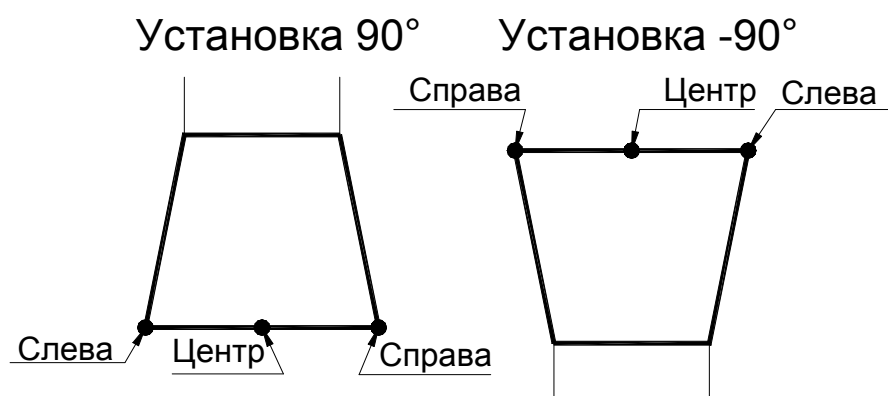 Установка 90°
Установка -90°
Справа
Центр
Слева
Слева
Центр
Справа